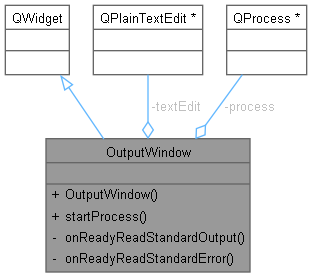 QWidget
QPlainTextEdit *
QProcess *
-textEdit
-process
OutputWindow
+ OutputWindow()
+ startProcess()
- onReadyReadStandardOutput()
- onReadyReadStandardError()